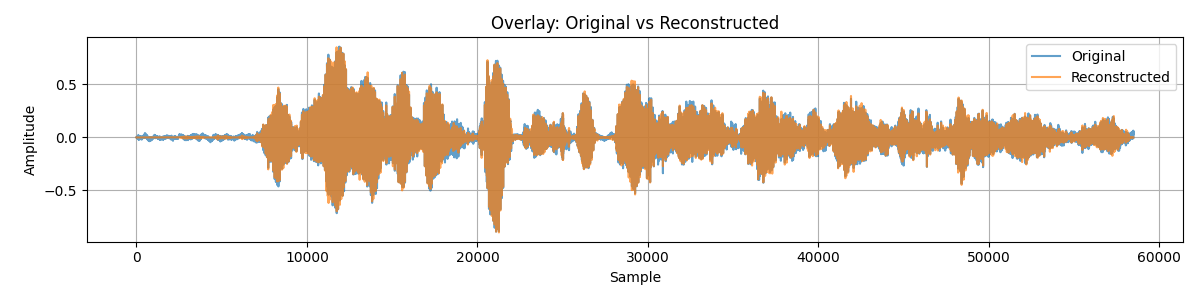 Overlay: Original vs Reconstructed
Original
Reconstructed
Amplitude
0.5
0.0
−0.5
0 10000 20000 30000 40000 50000 60000
Sample